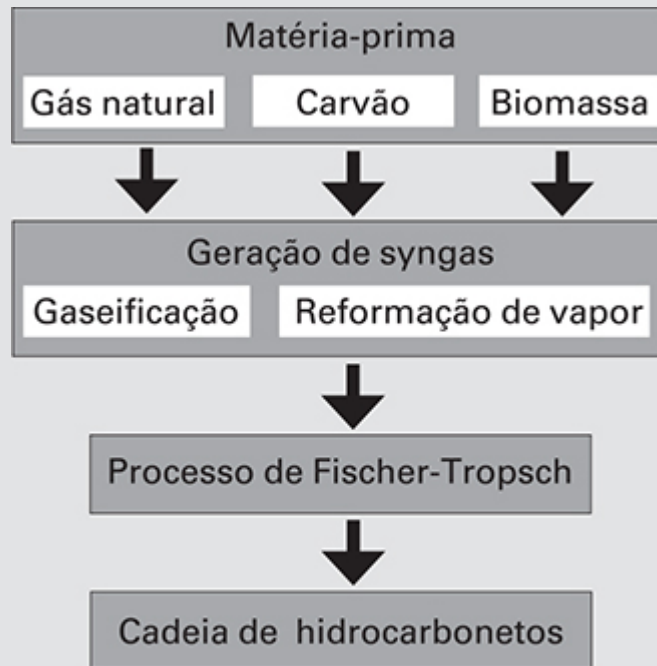 Matéria-prima
Gás natural Carvão Biomassa
Geração de syngas
Gaseificação Reformação de vapor
Processo de Fischer-Tropsch
Cadeia de hidrocarbonetos